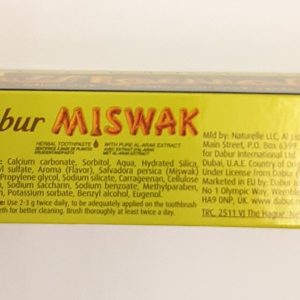 bur MISWAK
HERBAL TOOTHPASTE WITH PURE AL-ARAK EXTRACT
Calcium carbonate, Sorbitol, Aqua, Hydrated Silica,
sulfate, Aroma (Flavor), Salvadora persica (Miswak)
Propylene glycol, Sodium silicate, Carrageenan, Cellulose
Sodium Saccharin, Sodium benzoate, Methylparaben,
Potassium, Benzyl alcohol, Eugenol.
Use 2-3 g twice daily, to be adequately applied on the toothbrush
for better cleaning. Brush thoroughly at least twice a day.
Mfd by: Naturelle LLC, Al
Main Street, P.O. Box 6399
for Dabur International Ltd.
Dubai, U.A.E. Country of
Under License from Dabur
Marketed in EU by: Dabur
No 1 Olympic Way,
HA9 0NP, UK. www.dabur
TRC, 2511 VJ The Hague,